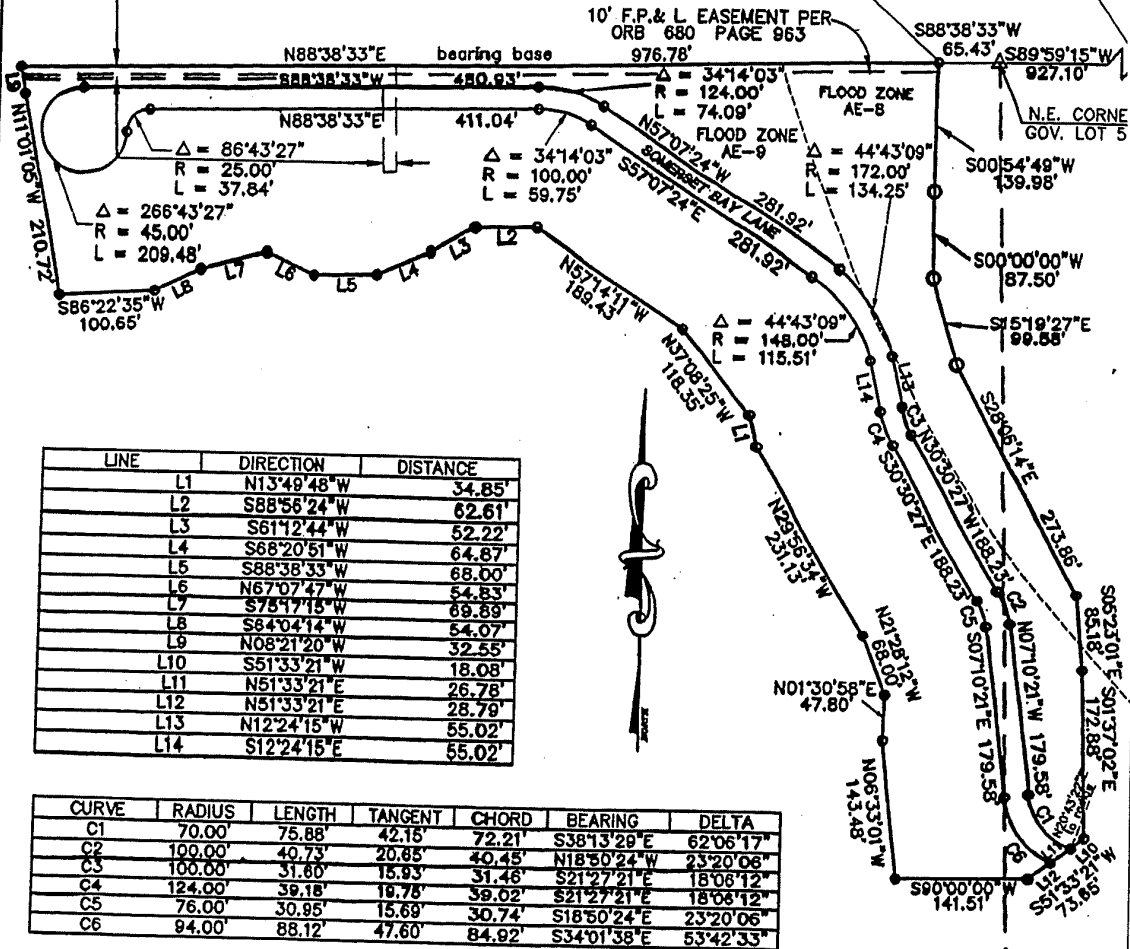 10' F.P.& L. EASEMENT PER
ORB 680 PAGE 963
S88°38'33"W
65.43'
S89°59'15"W
927.10'
N88°38'33"E
bearing base
976.78'
S88°38'33"W
480.93'
Δ = 34°14'03"
R = 124.00'
L = 74.09'
FLOOD ZONE
AE-8
N.E. CORNE
GOV. LOT 5
L9
N11°01'05"W 210.72
N88°38'33"E
411.04'
Δ = 86°43'27"
R = 25.00'
L = 37.84'
Δ = 34°14'03"
R = 100.00'
L = 59.75'
N57°07'24"W
281.92'
FLOOD ZONE
AE-9
SOMERSET BAY LANE
S57°07'24"E
281.92'
Δ = 44°43'09"
R = 172.00'
L = 134.25'
S00°54'49"W
139.98'
Δ = 266°43'27"
R = 45.00'
L = 209.48'
S00°00'00"W
87.50'
S86°22'35"W
100.65'
L8
L7
L6
L5
L4
L3
L2
N57°14'11"W
189.43'
Δ = 44°43'09"
R = 148.00'
L = 115.51'
S15°19'27"E
99.58'
N37°08'25"W
118.35'
L1
L14
L13
C4
C3
S28°06'14"E
273.86'
S30°30'27"E 188.23'
N30°30'27"W 188.23'
N29°56'34"W
231.13'
C5
C2
S05°23'01"E
85.18'
N21°28'12"W
68.00'
N01°30'58"E
47.80'
S07°10'21"E 179.58'
N07°10'21"W 179.58'
S01°37'02"E
172.88'
N06°33'01"W
143.48'
C1
C6
L11
L10
L12
S51°33'21"W
73.65'
S90°00'00"W
141.51'
LINE DIRECTION DISTANCE
L1 N13°49'48"W 34.85'
L2 S88°56'24"W 62.61'
L3 S61°12'44"W 52.22'
L4 S68°20'51"W 64.87'
L5 S88°38'33"W 68.00'
L6 N67°07'47"W 54.83'
L7 S75°17'15"W 69.89'
L8 S64°04'14"W 54.07'
L9 N08°21'20"W 32.55'
L10 S51°33'21"W 18.08'
L11 N51°33'21"E 26.78'
L12 N51°33'21"E 28.79'
L13 N12°24'15"W 55.02'
L14 S12°24'15"E 55.02'
CURVE RADIUS LENGTH TANGENT CHORD BEARING DELTA
C1 70.00' 75.88' 42.15' 72.21' S38°13'29"E 62°06'17"
C2 100.00' 40.73' 20.65' 40.45' N18°50'24"W 23°20'06"
C3 100.00' 31.60' 15.93' 31.46' S21°27'21"E 18°06'12"
C4 124.00' 39.18' 19.76' 39.02' S21°27'21"E 18°06'12"
C5 76.00' 30.95' 15.69' 30.74' S18°50'24"E 23°20'06"
C6 94.00' 88.12' 47.60' 84.92' S34°01'38"E 53°42'33"